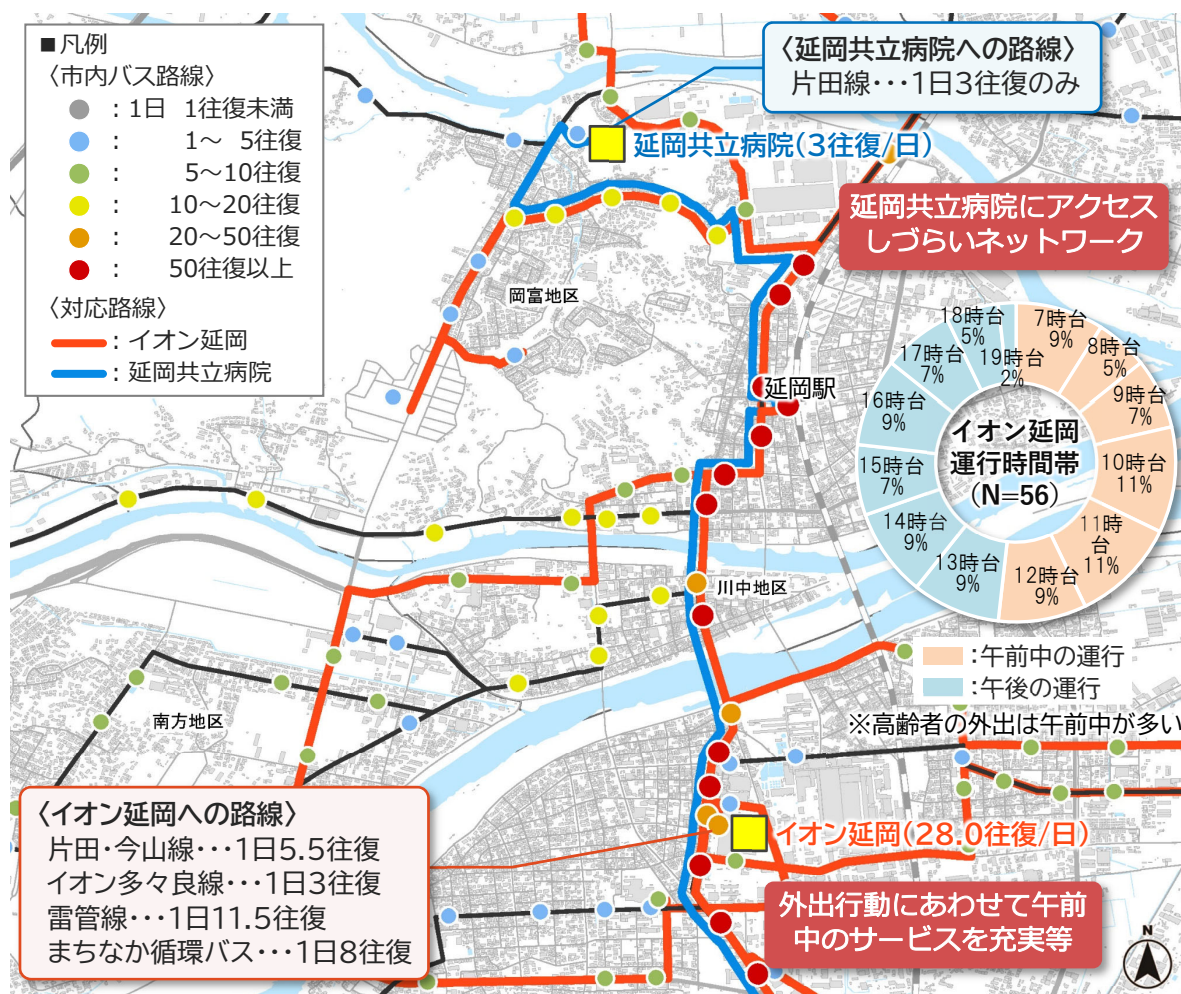 ■凡例
〈市内バス路線〉
：1日 1往復未満
： 1～ 5往復
： 5～10往復
： 10～20往復
： 20～50往復
： 50往復以上
〈対応路線〉
：イオン延岡
：延岡共立病院
〈延岡共立病院への路線〉
片田線･･･1日3往復のみ
延岡共立病院(3往復/日)
延岡共立病院にアクセス
しづらいネットワーク
岡富地区
延岡駅
川中地区
南方地区
イオン延岡
運行時間帯
(N=56)
7時台
9%
8時台
5%
9時台
7%
10時台
11%
11時
台
11%
12時台
9%
13時台
9%
14時台
9%
15時台
7%
16時台
9%
17時台
7%
18時台
5%
19時台
2%
：午前中の運行
：午後の運行
※高齢者の外出は午前中が多い
〈イオン延岡への路線〉
片田･今山線･･･1日5.5往復
イオン多々良線･･･1日3往復
雷管線･･･1日11.5往復
まちなか循環バス･･･1日8往復
イオン延岡(28.0往復/日)
外出行動にあわせて午前
中のサービスを充実等
N